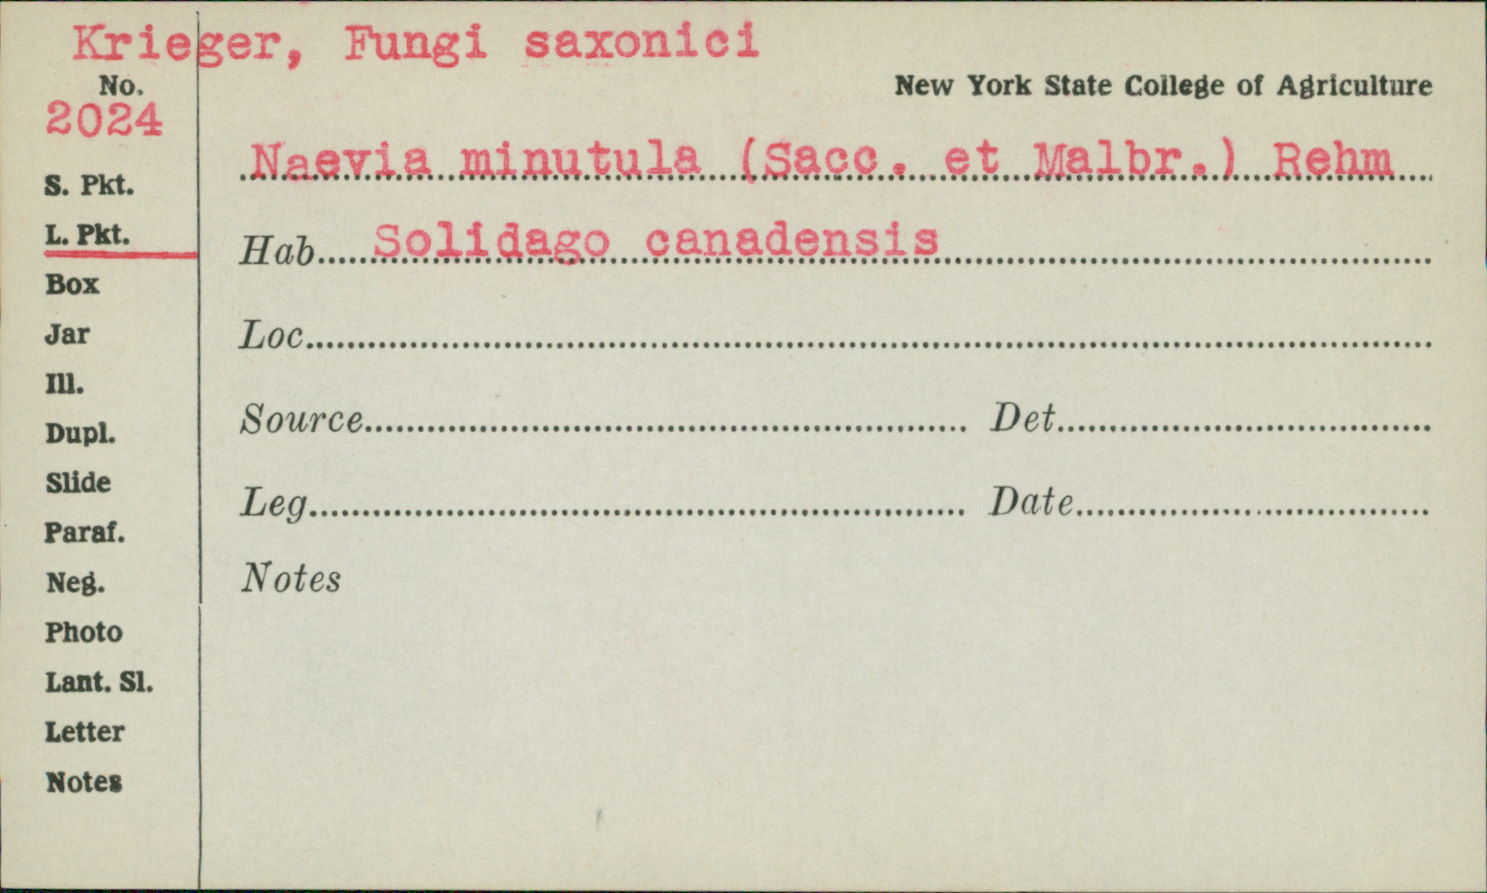 Krieger, Fungi saxonici
No.
2024
New York State College of Agriculture
Naevia minutula (Sacc. et Malbr.) Rehm
S. Pkt.
L. Pkt.
Hab. Solidago canadensis
Box
Jar
Loc.
Ill.
Dupl.
Source Det.
Slide
Leg. Date
Paraf.
Neg.
Notes
Photo
Lant. Sl.
Letter
Notes